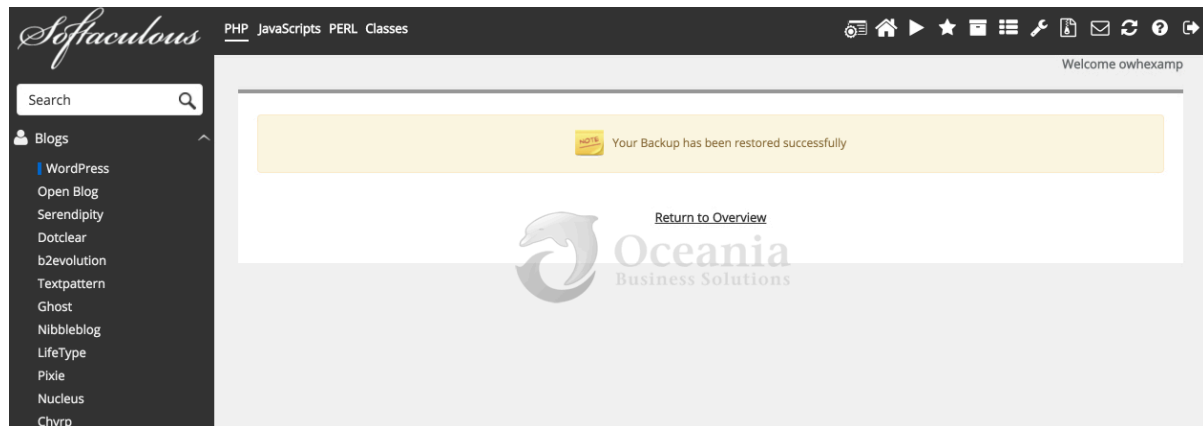 Softaculous
PHP JavaScripts PERL Classes
Welcome owhexamp
Search
Blogs
WordPress
Open Blog
Serendipity
Dotclear
b2evolution
Textpattern
Ghost
Nibbleblog
LifeType
Pixie
Nucleus
Chyrp
NOTE
Your Backup has been restored successfully
Return to Overview
Oceania
Business Solutions